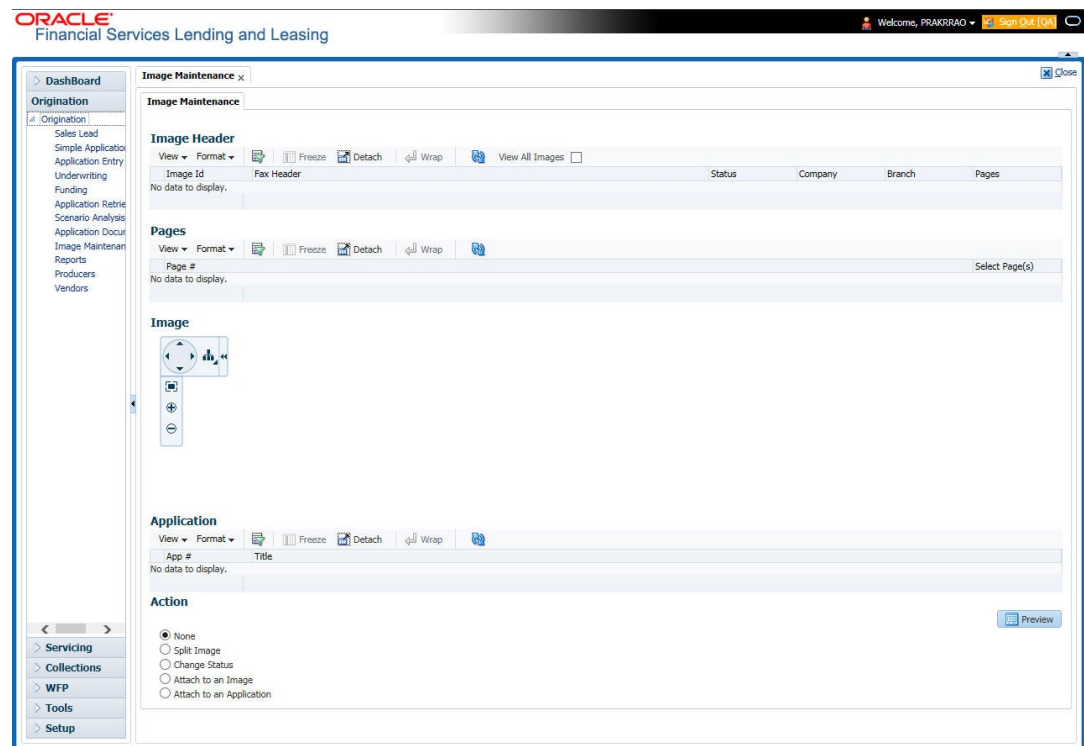 ORACLE
Financial Services Lending and Leasing
Welcome, PRAKRRAO
Sign Out [QA]
Close
DashBoard
Origination
Origination
Sales Lead
Simple Application
Application Entry
Underwriting
Funding
Application Retrie
Scenario Analysis
Application Docur
Image Maintenan
Reports
Producers
Vendors
Servicing
Collections
WFP
Tools
Setup
Image Maintenance x
Image Maintenance
Image Header
View Format Freeze Detach Wrap View All Images
Image Id Fax Header Status Company Branch Pages
No data to display.
Pages
View Format Freeze Detach Wrap
Page # Select Page(s)
No data to display.
Image
Application
View Format Freeze Detach Wrap
App # Title
No data to display.
Action
Preview
None
Split Image
Change Status
Attach to an Image
Attach to an Application